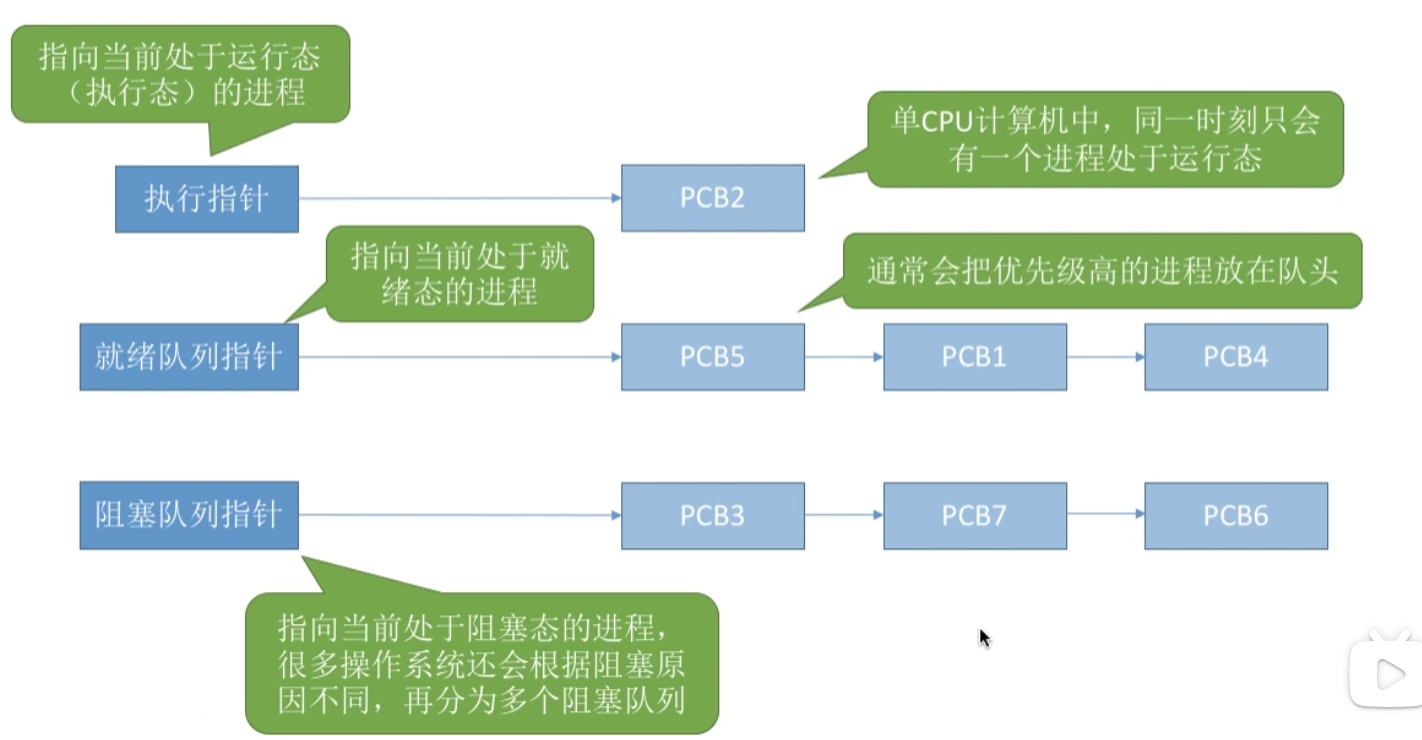 指向当前处于运行态
（执行态）的进程
单CPU计算机中，同一时刻只会
有一个进程处于运行态
执行指针
PCB2
指向当前处于就
绪态的进程
通常会把优先级高的进程放在队头
就绪队列指针
PCB5
PCB1
PCB4
阻塞队列指针
PCB3
PCB7
PCB6
指向当前处于阻塞态的进程，
很多操作系统还会根据阻塞原
因不同，再分为多个阻塞队列